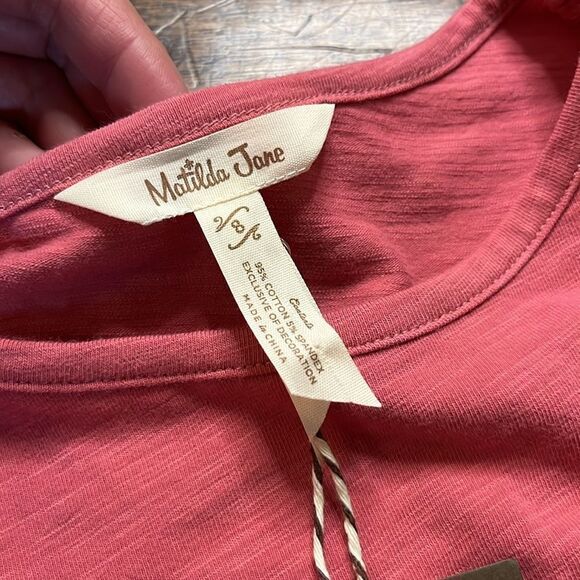 Matilda Jane
8
95% COTTON 5% SPANDEX
EXCLUSIVE OF DECORATION
MADE in CHINA